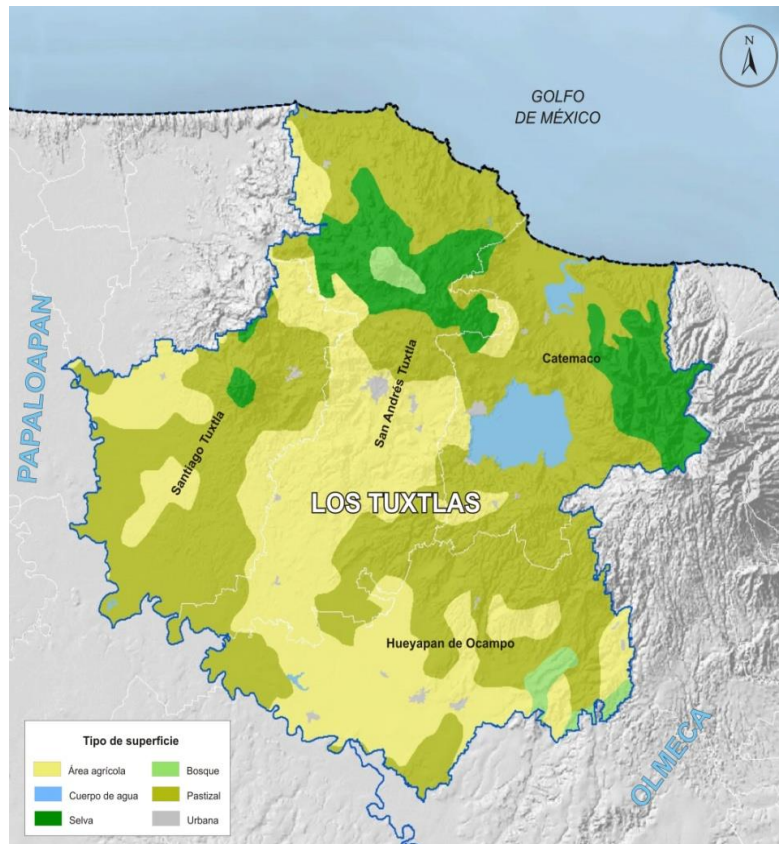 N
GOLFO
DE MÉXICO
PAPALOAPAN
Catemaco
San Andrés Tuxtla
Santiago Tuxtla
LOS TUXTLAS
Hueyapan de Ocampo
OLMECA
Tipo de superficie
Área agrícola
Bosque
Cuerpo de agua
Pastizal
Selva
Urbana